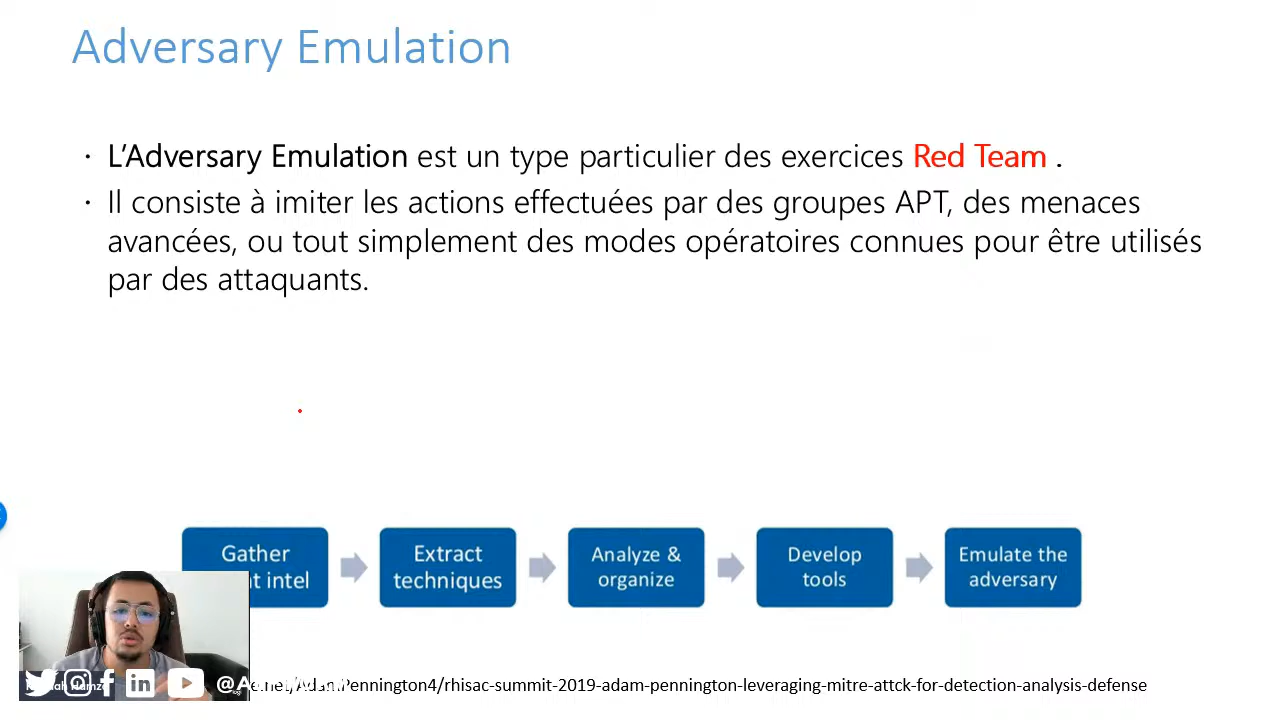 Adversary Emulation
· L’Adversary Emulation est un type particulier des exercices Red Team .
· Il consiste à imiter les actions effectuées par des groupes APT, des menaces
avancées, ou tout simplement des modes opératoires connues pour être utilisés
par des attaquants.
Gather
intel
Extract
techniques
Analyze &
organize
Develop
tools
Emulate the
adversary
/rhisac-summit-2019-adam-pennington-leveraging-mitre-attck-for-detection-analysis-defense